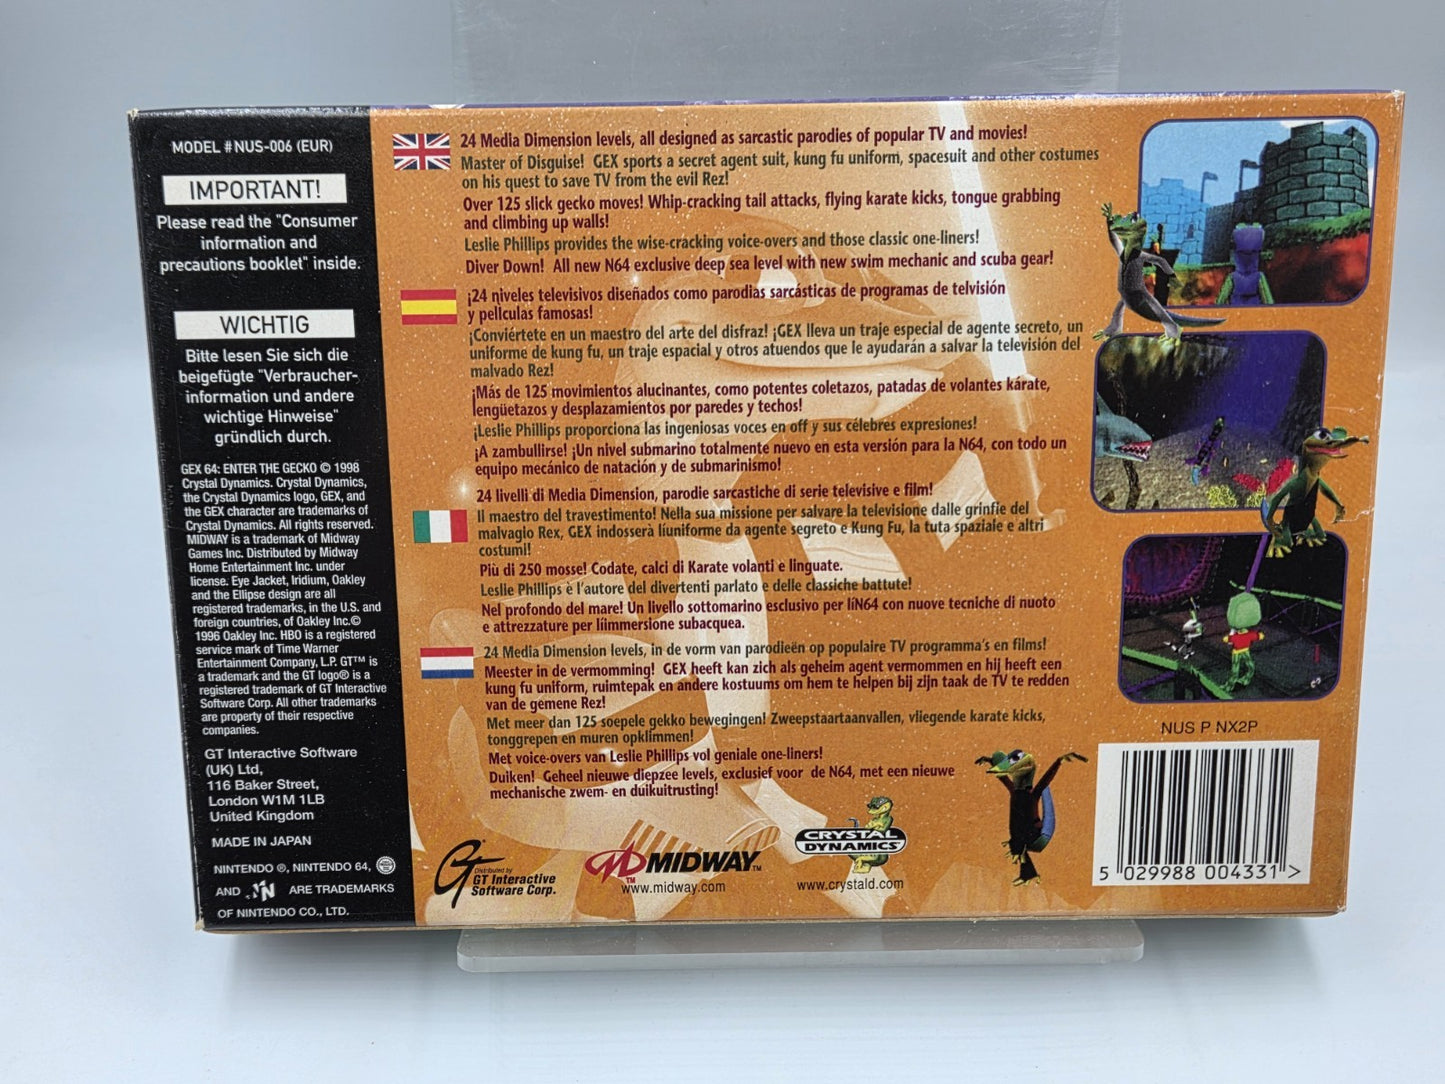 MODEL #NUS-006 (EUR)
IMPORTANT!
Please read the "Consumer
information and
precautions booklet" inside.
WICHTIG
Bitte lesen Sie sich die
beigefügte "Verbraucher-
information und andere
wichtige Hinweise"
gründlich durch.
GEX 64: ENTER THE GECKO © 1998
Crystal Dynamics. Crystal Dynamics,
the Crystal Dynamics logo, GEX, and
the GEX character are trademarks of
Crystal Dynamics. All rights reserved.
MIDWAY is a trademark of Midway
Games Inc. Distributed by Midway
Home Entertainment Inc. under
license. Eye Jacket, Iridium, Oakley
and the Ellipse design are all
registered trademarks, in the U.S. and
foreign countries, of Oakley Inc.©
1996 Oakley Inc. HBO is a registered
service mark of Time Warner
Entertainment Company, L.P. GT™ is
a trademark and the GT logo® is a
registered trademark of GT Interactive
Software Corp. All other trademarks
are property of their respective
companies.
GT Interactive Software
(UK) Ltd,
116 Baker Street,
London W1M 1LB
United Kingdom
MADE IN JAPAN
NINTENDO ®, NINTENDO 64,
AND ARE TRADEMARKS
OF NINTENDO CO., LTD.
24 Media Dimension levels, all designed as sarcastic parodies of popular TV and movies!
Master of Disguise! GEX sports a secret agent suit, kung fu uniform, spacesuit and other costumes
on his quest to save TV from the evil Rez!
Over 125 slick gecko moves! Whip-cracking tail attacks, flying karate kicks, tongue grabbing
and climbing up walls!
Leslie Phillips provides the wise-cracking voice-overs and those classic one-liners!
Diver Down! All new N64 exclusive deep sea level with new swim mechanic and scuba gear!
¡24 niveles televisivos diseñados como parodias sarcásticas de programas de telvisión
y películas famosas!
¡Conviértete en un maestro del arte del disfraz! ¡GEX lleva un traje especial de agente secreto, un
uniforme de kung fu, un traje espacial y otros atuendos que le ayudarán a salvar la televisión del
malvado Rez!
¡Más de 125 movimientos alucinantes, como potentes coletazos, patadas de volantes kárate,
lengüetazos y desplazamientos por paredes y techos!
¡Leslie Phillips proporciona las ingeniosas voces en off y sus célebres expresiones!
¡A zambullirse! ¡Un nivel submarino totalmente nuevo en esta versión para la N64, con todo un
equipo mecánico de natación y de submarinismo!
24 livelli di Media Dimension, parodie sarcastiche di serie televisive e film!
Il maestro del travestimento! Nella sua missione per salvare la televisione dalle grinfie del
malvagio Rex, GEX indosserà líuniforme da agente segreto e Kung Fu, la tuta spaziale e altri
costumi!
Più di 250 mosse! Codate, calci di Karate volanti e linguate.
Leslie Phillips è l'autore del divertenti parlato e delle classiche battute!
Nel profondo del mare! Un livello sottomarino esclusivo per líN64 con nuove tecniche di nuoto
e attrezzature per líimmersione subacquea.
24 Media Dimension levels, in de vorm van parodieën op populaire TV programma's en films!
Meester in de vermomming! GEX heeft kan zich als geheim agent vermommen en hij heeft een
kung fu uniform, ruimtepak en andere kostuums om hem te helpen bij zijn taak de TV te redden
van de gemene Rez!
Met meer dan 125 soepele gekko bewegingen! Zweepstaartaanvallen, vliegende karate kicks,
tonggrepen en muren opklimmen!
Met voice-overs van Leslie Phillips vol geniale one-liners!
Duiken! Geheel nieuwe diepzee levels, exclusief voor de N64, met een nieuwe
mechanische zwem- en duikuitrusting!
GT
Distributed by
GT Interactive
Software Corp.
MIDWAY™
www.midway.com
CRYSTAL
DYNAMICS
www.crystald.com
NUS P NX2P
5 029988 004331 >